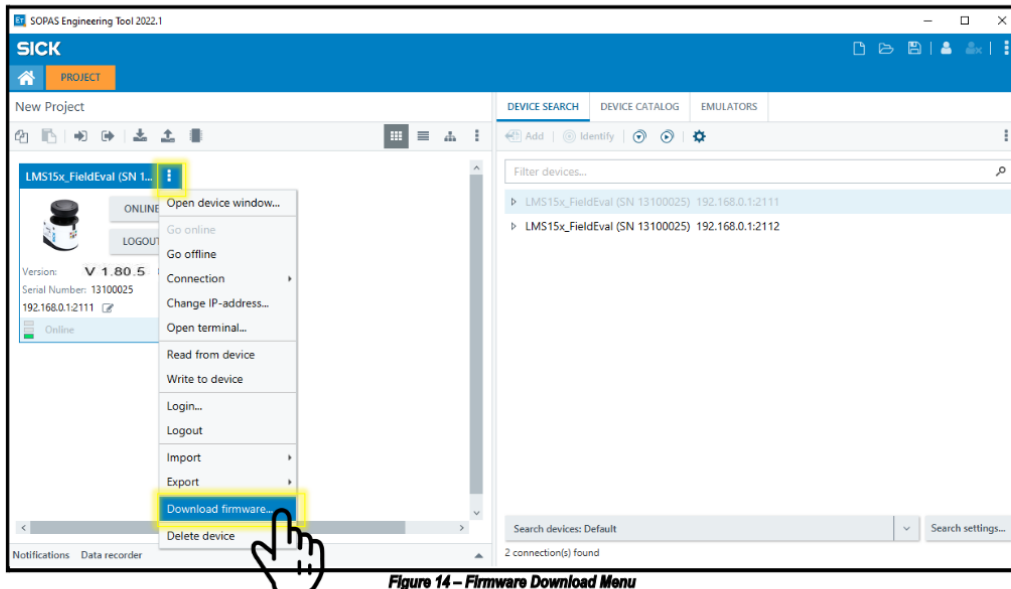 SOPAS Engineering Tool 2022.1
SICK
PROJECT
New Project
LMS15x_FieldEval (SN 1...
ONLINE
LOGOUT
Version: V 1.80.5
Serial Number: 13100025
192.168.0.1:2111
Online
Open device window...
Go online
Go offline
Connection
Change IP-address...
Open terminal...
Read from device
Write to device
Login...
Logout
Import
Export
Download firmware...
Delete device
Notifications Data recorder
DEVICE SEARCH DEVICE CATALOG EMULATORS
Add Identify
Filter devices...
LMS15x_FieldEval (SN 13100025) 192.168.0.1:2111
LMS15x_FieldEval (SN 13100025) 192.168.0.1:2112
Search devices: Default
Search settings...
2 connection(s) found
Figure 14 – Firmware Download Menu